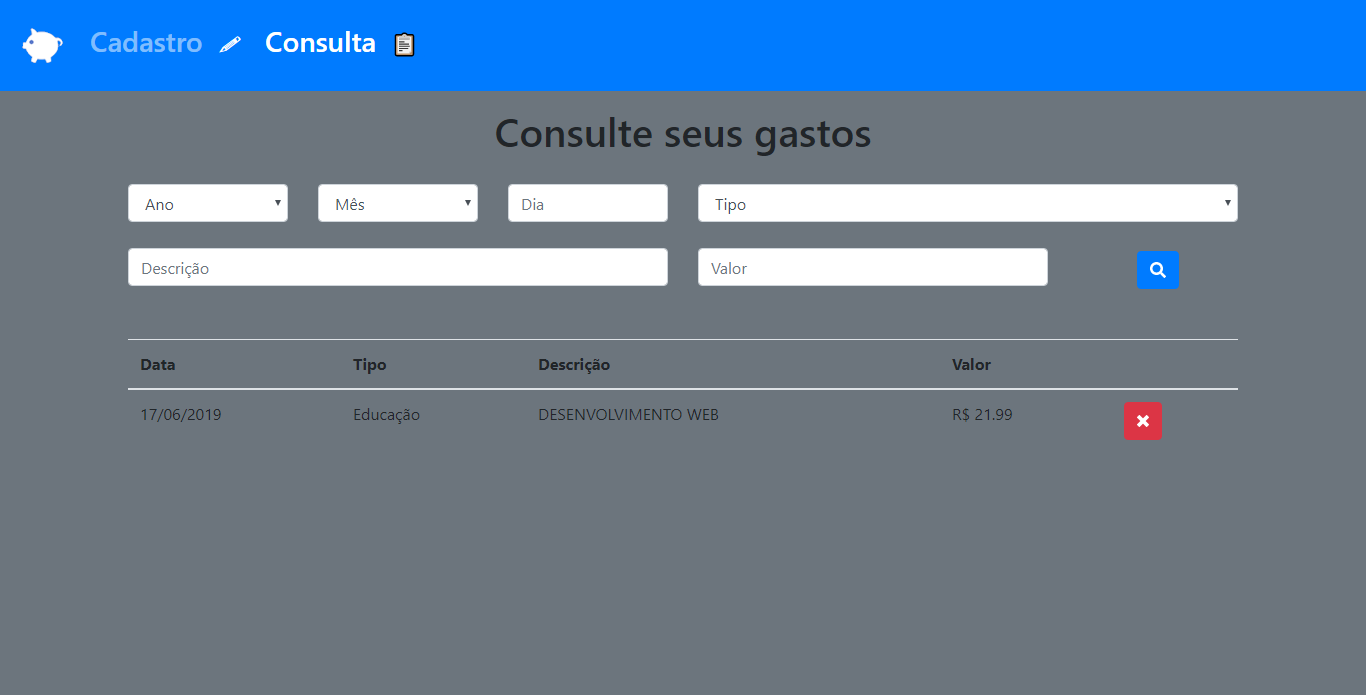 Cadastro Consulta
Consulte seus gastos
Ano Mês Dia Tipo
Descrição Valor
Data Tipo Descrição Valor
17/06/2019 Educação DESENVOLVIMENTO WEB R$ 21.99